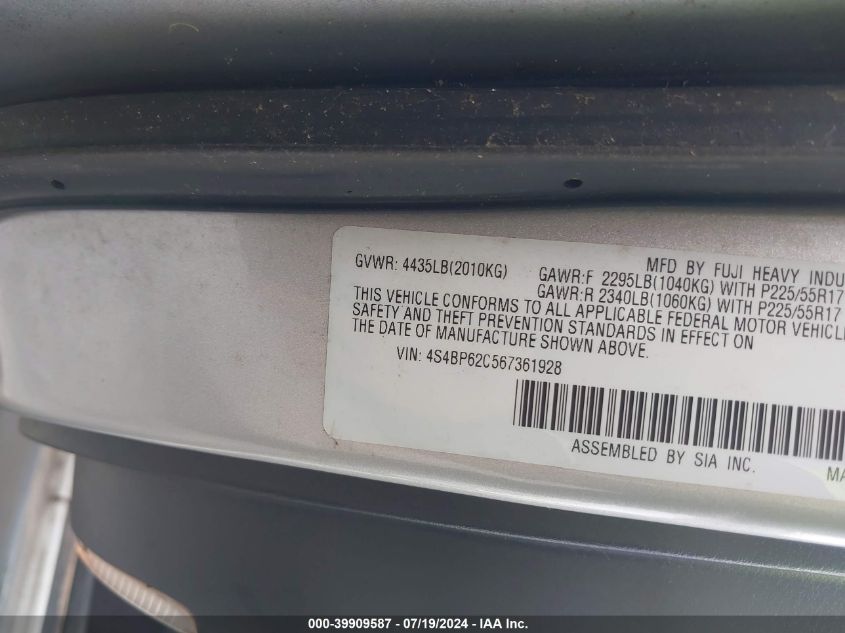 MFD BY FUJI HEAVY INDU
GVWR: 4435LB(2010KG) GAWR:F 2295LB(1040KG) WITH P225/55R17
GAWR:R 2340LB(1060KG) WITH P225/55R17
THIS VEHICLE CONFORMS TO ALL APPLICABLE FEDERAL MOTOR VEHICLE
SAFETY AND THEFT PREVENTION STANDARDS IN EFFECT ON
THE DATE OF MANUFACTURE SHOWN ABOVE.
VIN: 4S4BP62C567361928
ASSEMBLED BY SIA INC.
MA
000-39909587 - 07/19/2024 - IAA Inc.